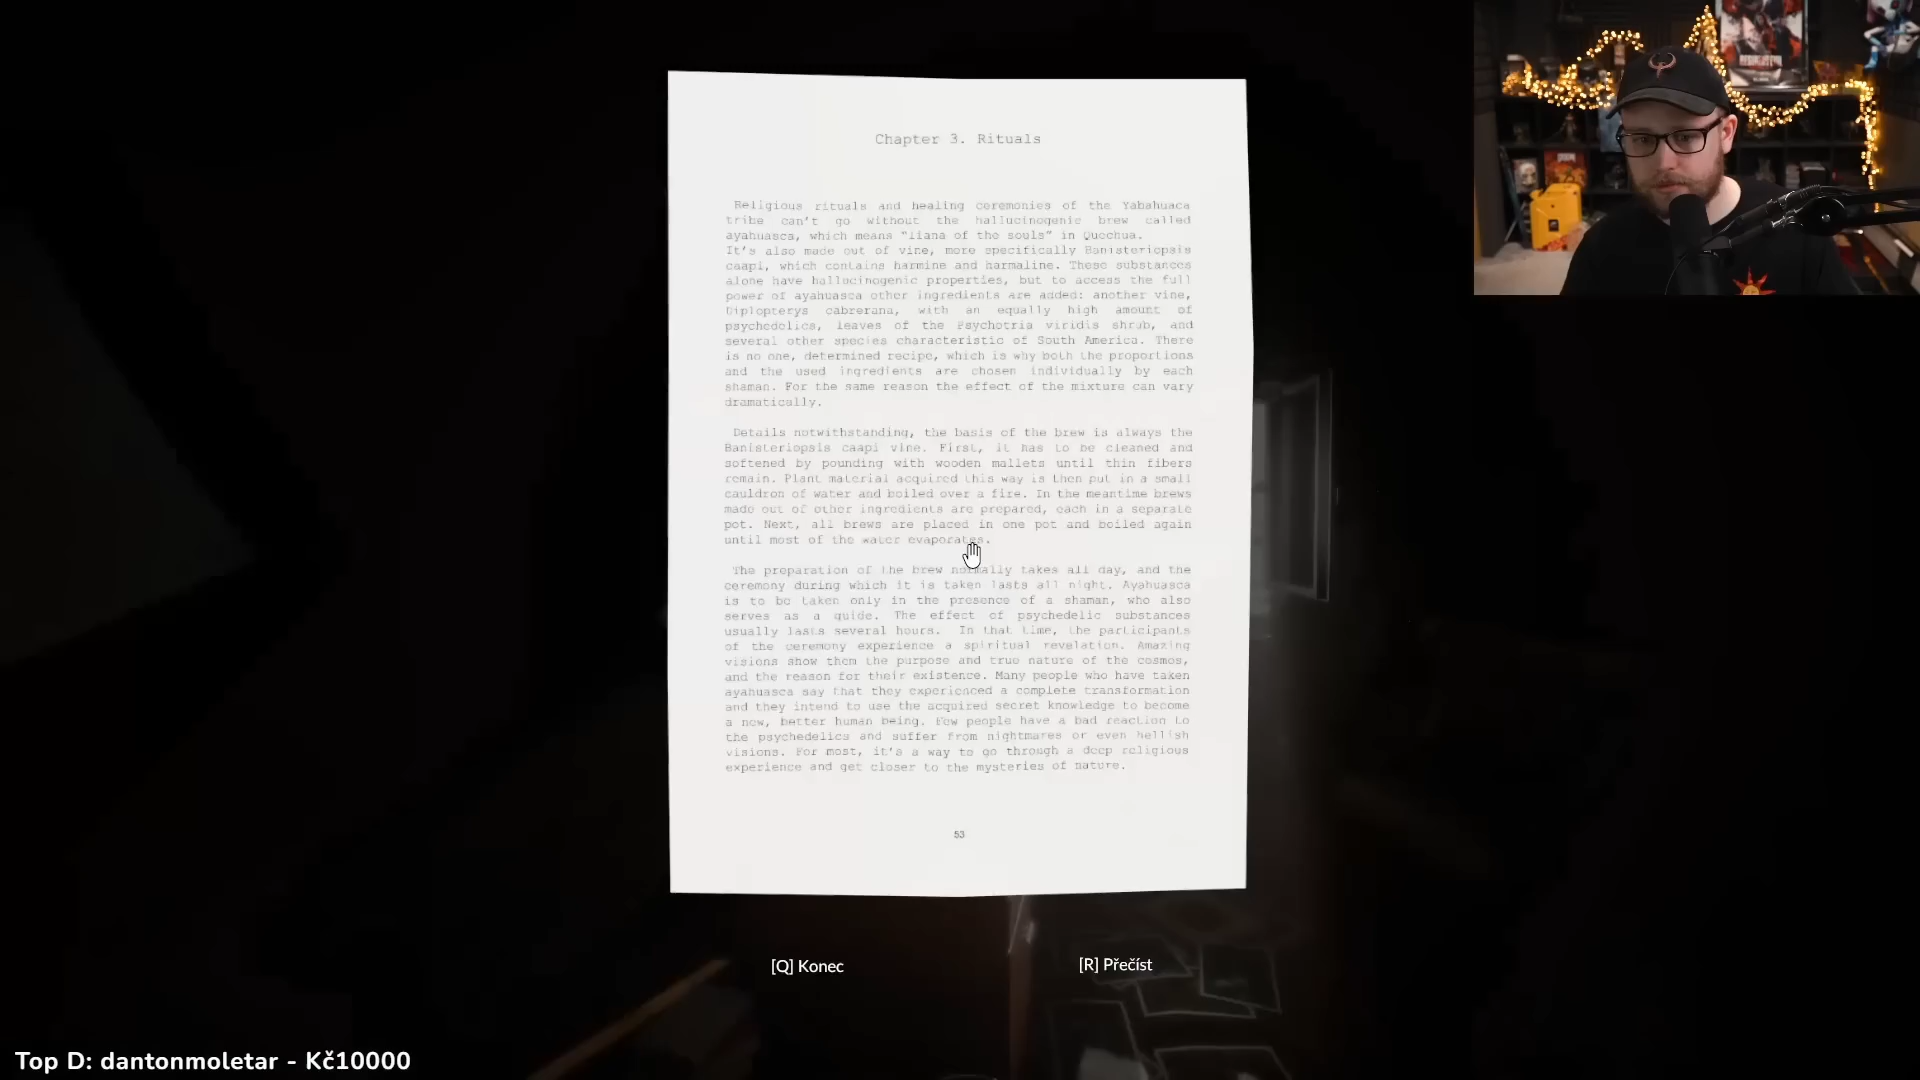 Chapter 3. Rituals
Religious rituals and healing ceremonies of the Yabahuaca
tribe can't go without the hallucinogenic brew called
ayahuasca, which means "liana of the souls" in Quechua.
It's also made out of vine, more specifically Banisteriopsis
caapi, which contains harmine and harmaline. These substances
alone have hallucinogenic properties, but to access the full
power of ayahuasca other ingredients are added: another vine,
Diplopterys cabrerana, with an equally high amount of
psychedelics, leaves of the Psychotria viridis shrub, and
several other species characteristic of South America. There
is no one, determined recipe, which is why both the proportions
and the used ingredients are chosen individually by each
shaman. For the same reason the effect of the mixture can vary
dramatically.
Details notwithstanding, the basis of the brew is always the
Banisteriopsis caapi vine. First, it has to be cleaned and
softened by pounding with wooden mallets until thin fibers
remain. Plant material acquired this way is then put in a small
cauldron of water and boiled over a fire. In the meantime brews
made out of other ingredients are prepared, each in a separate
pot. Next, all brews are placed in one pot and boiled again
until most of the water evaporates.
The preparation of the brew normally takes all day, and the
ceremony during which it is taken lasts all night. Ayahuasca
is to be taken only in the presence of a shaman, who also
serves as a guide. The effect of psychedelic substances
usually lasts several hours. In that time, the participants
of the ceremony experience a spiritual revelation. Amazing
visions show them the purpose and true nature of the cosmos,
and the reason for their existence. Many people who have taken
ayahuasca say that they experienced a complete transformation
and they intend to use the acquired secret knowledge to become
a new, better human being. Few people have a bad reaction to
the psychedelics and suffer from nightmares or even hellish
visions. For most, it's a way to go through a deep religious
experience and get closer to the mysteries of nature.
53
[Q] Konec
[R] Přečíst
Top D: dantonmoletar - Kč10000